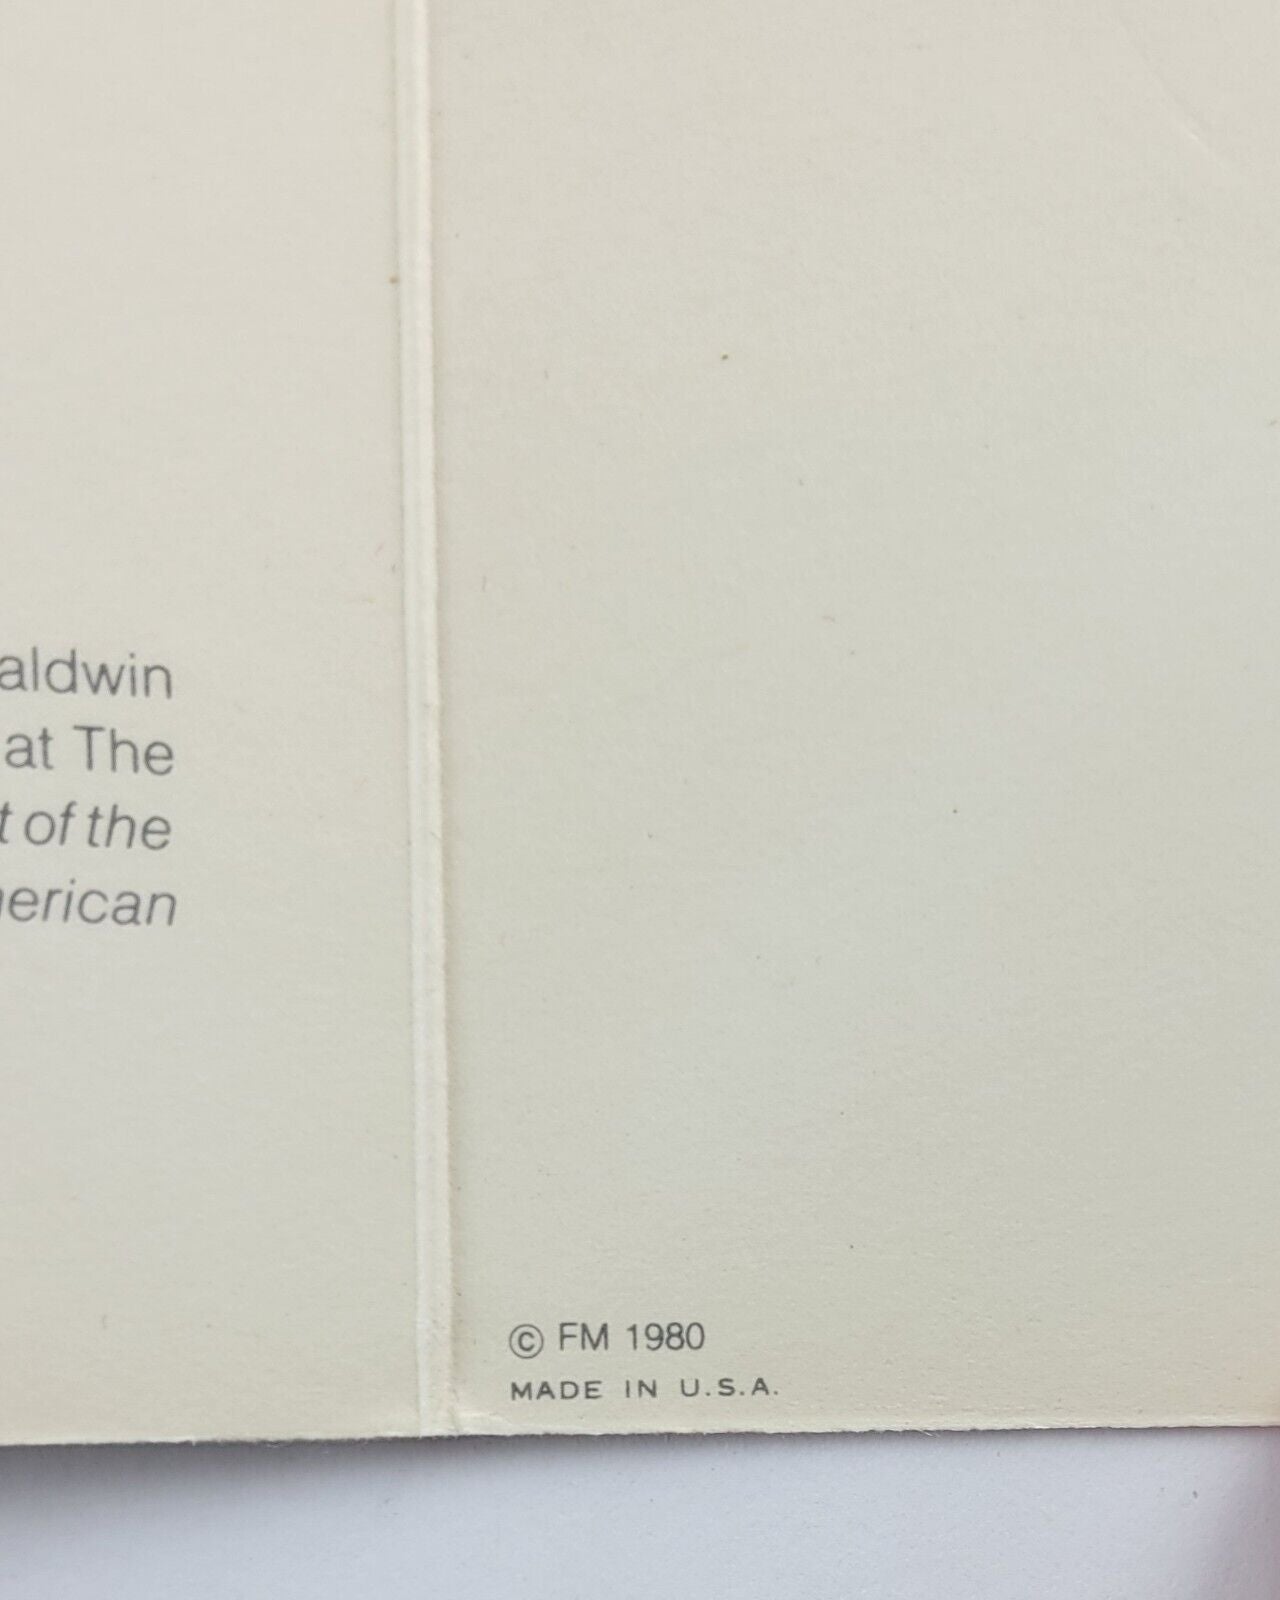 aldwin
at The
t of the
erican
© FM 1980
MADE IN U.S.A.